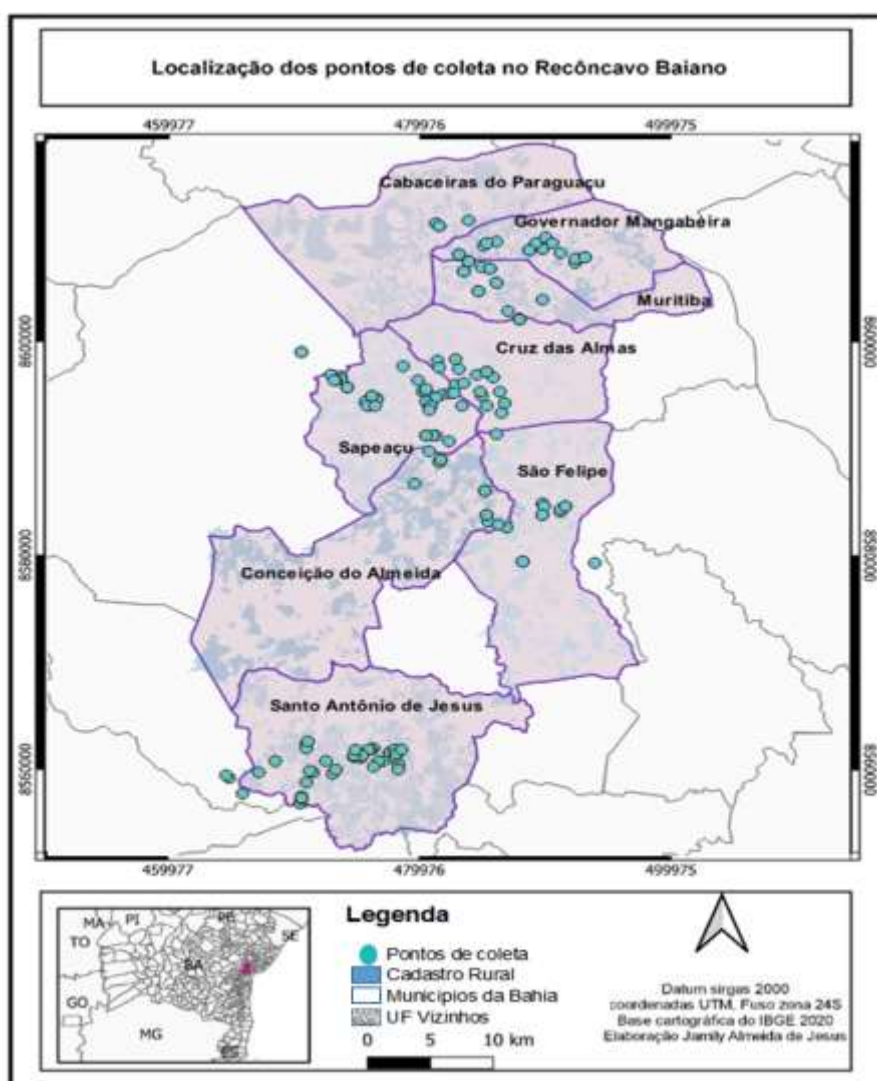 Localização dos pontos de coleta no Recôncavo Baiano
459977 479976 499975
Cabaceiras do Paraguaçu
Governador Mangabeira
Muritiba
8600000 8600000
Cruz das Almas
Sapeaçu
São Felipe
8580000 8580000
Conceição do Almeida
Santo Antônio de Jesus
8560000 8560000
459977 479976 499975
MA PI PE
SE
TO
BA
GO
MG
ES
Legenda
Pontos de coleta
Cadastro Rural
Municípios da Bahia
UF Vizinhos
0 5 10 km
Datum sirgas 2000
coordenadas UTM, Fuso zona 24S
Base cartográfica do IBGE 2020
Elaboração Jamily Almeida de Jesus